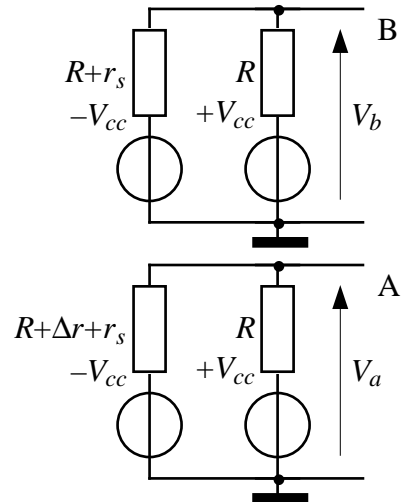 B
R+r_s R
−V_cc +V_cc V_b
A
R+Δr+r_s R
−V_cc +V_cc V_a